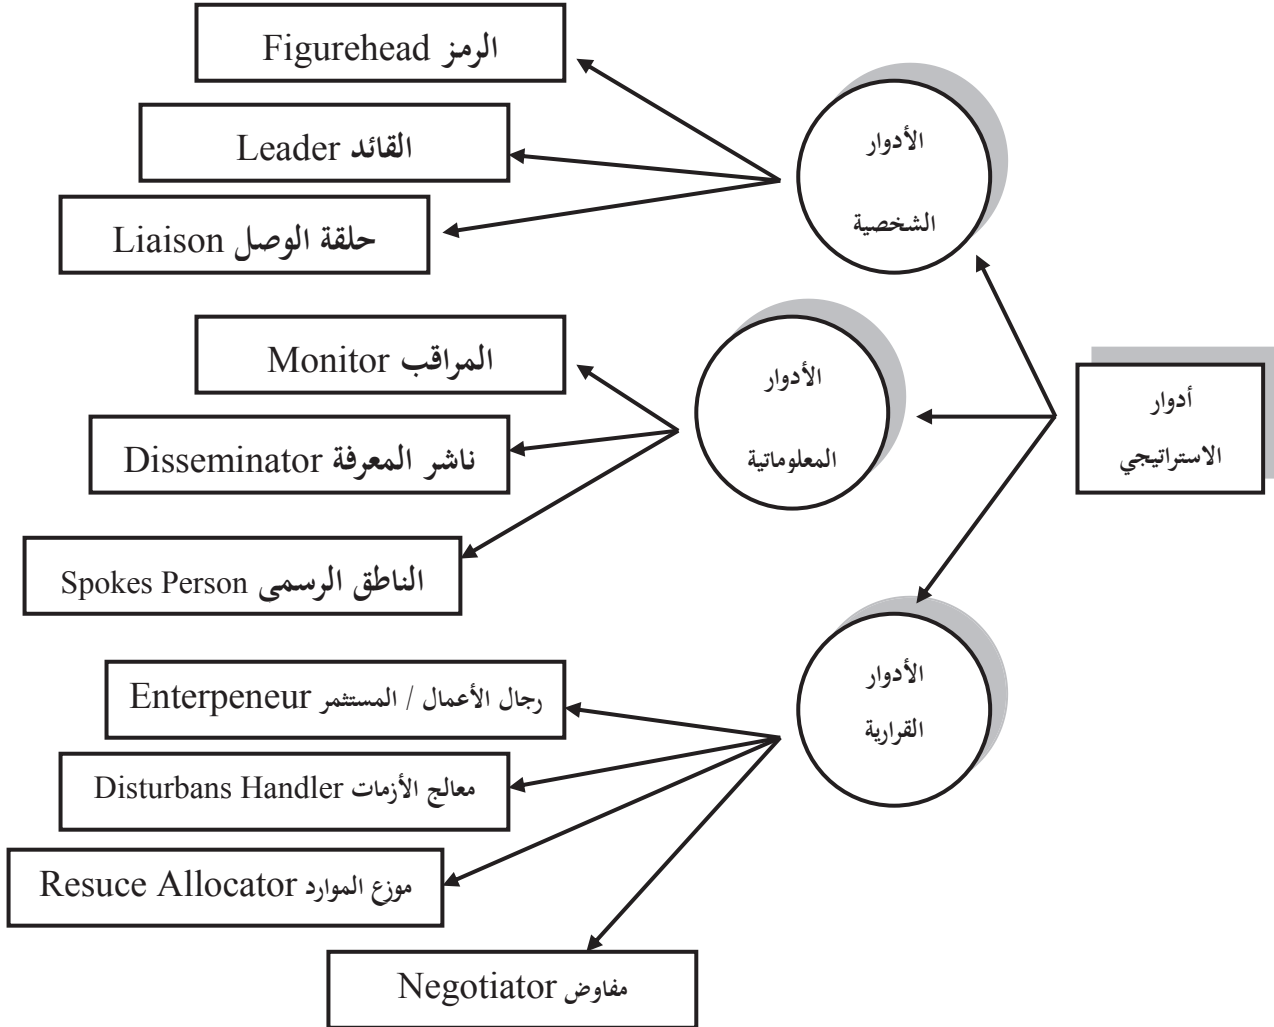 أدوار
الاستراتيجي
الأدوار
الشخصية
الرمز Figurehead
القائد Leader
حلقة الوصل Liaison
الأدوار
المعلوماتية
المراقب Monitor
ناشر المعرفة Disseminator
الناطق الرسمى Spokes Person
الأدوار
القرارية
رجال الأعمال / المستثمر Enterpeneur
معالج الأزمات Disturbans Handler
موزع الموارد Resuce Allocator
مفاوض Negotiator